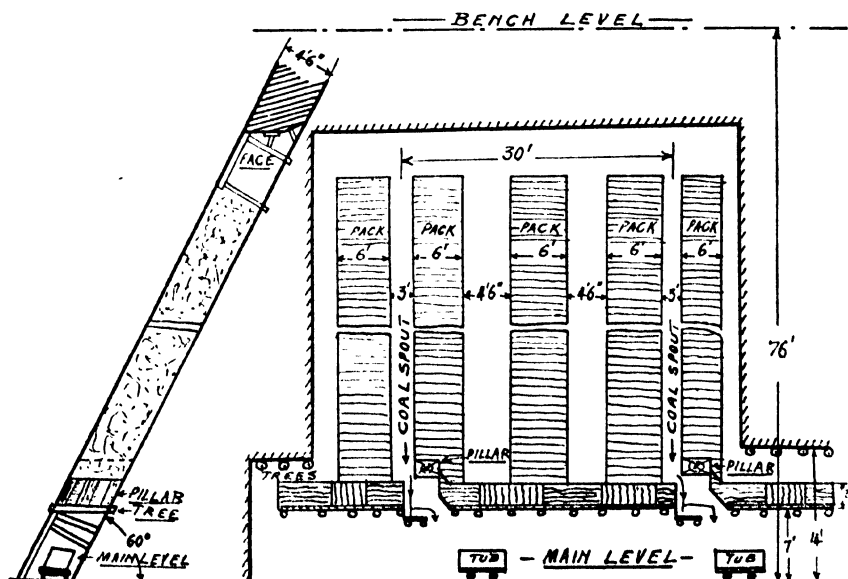 BENCH LEVEL
4'6"
30'
FACE
PACK PACK PACK PACK PACK
6' 6' 6' 6' 6'
3' 4'6" 4'6" 3'
COAL SPOUT
COAL SPOUT
76'
PILLAR
PILLAR
TREES
PILLAR
TREE
60°
MAIN LEVEL
7' 4'
TUB - MAIN LEVEL - TUB